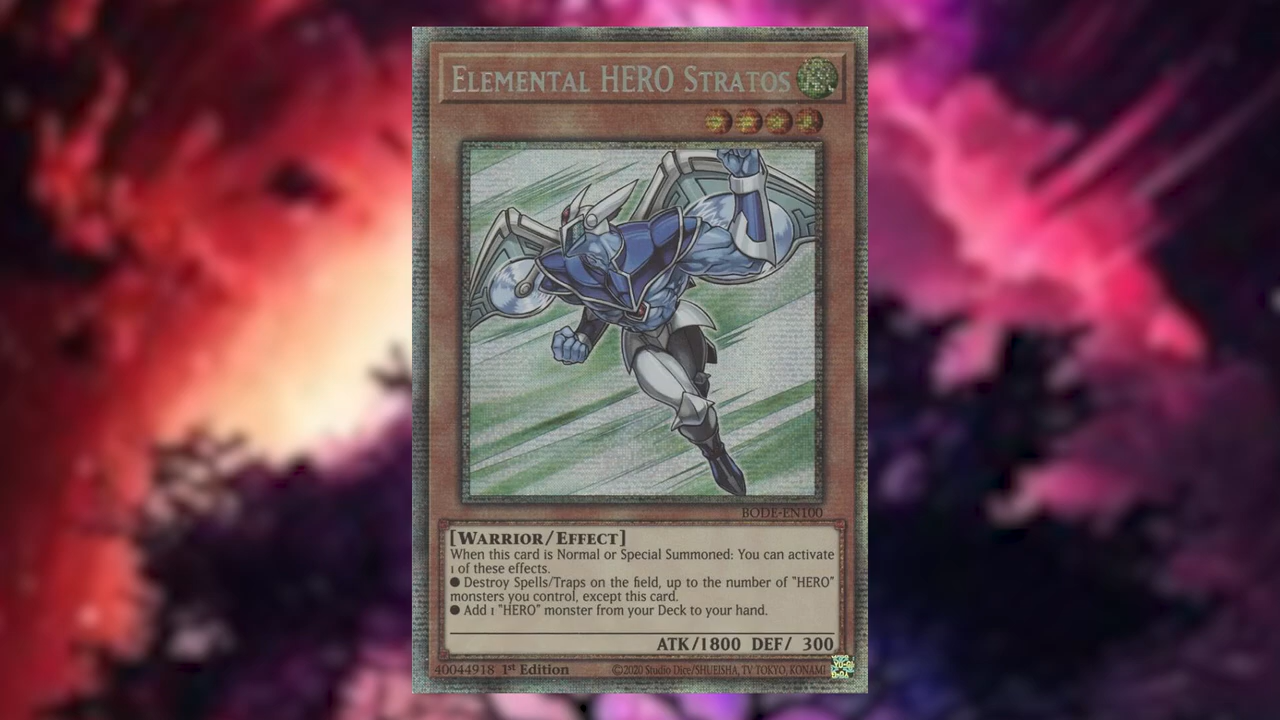 Elemental HERO Stratos
BODE-EN100
[Warrior/Effect]
When this card is Normal or Special Summoned: You can activate
1 of these effects.
● Destroy Spells/Traps on the field, up to the number of "HERO"
monsters you control, except this card.
● Add 1 "HERO" monster from your Deck to your hand.
ATK/1800 DEF/ 300
40044918 1st Edition ©2020 Studio Dice/SHUEISHA, TV TOKYO, KONAMI